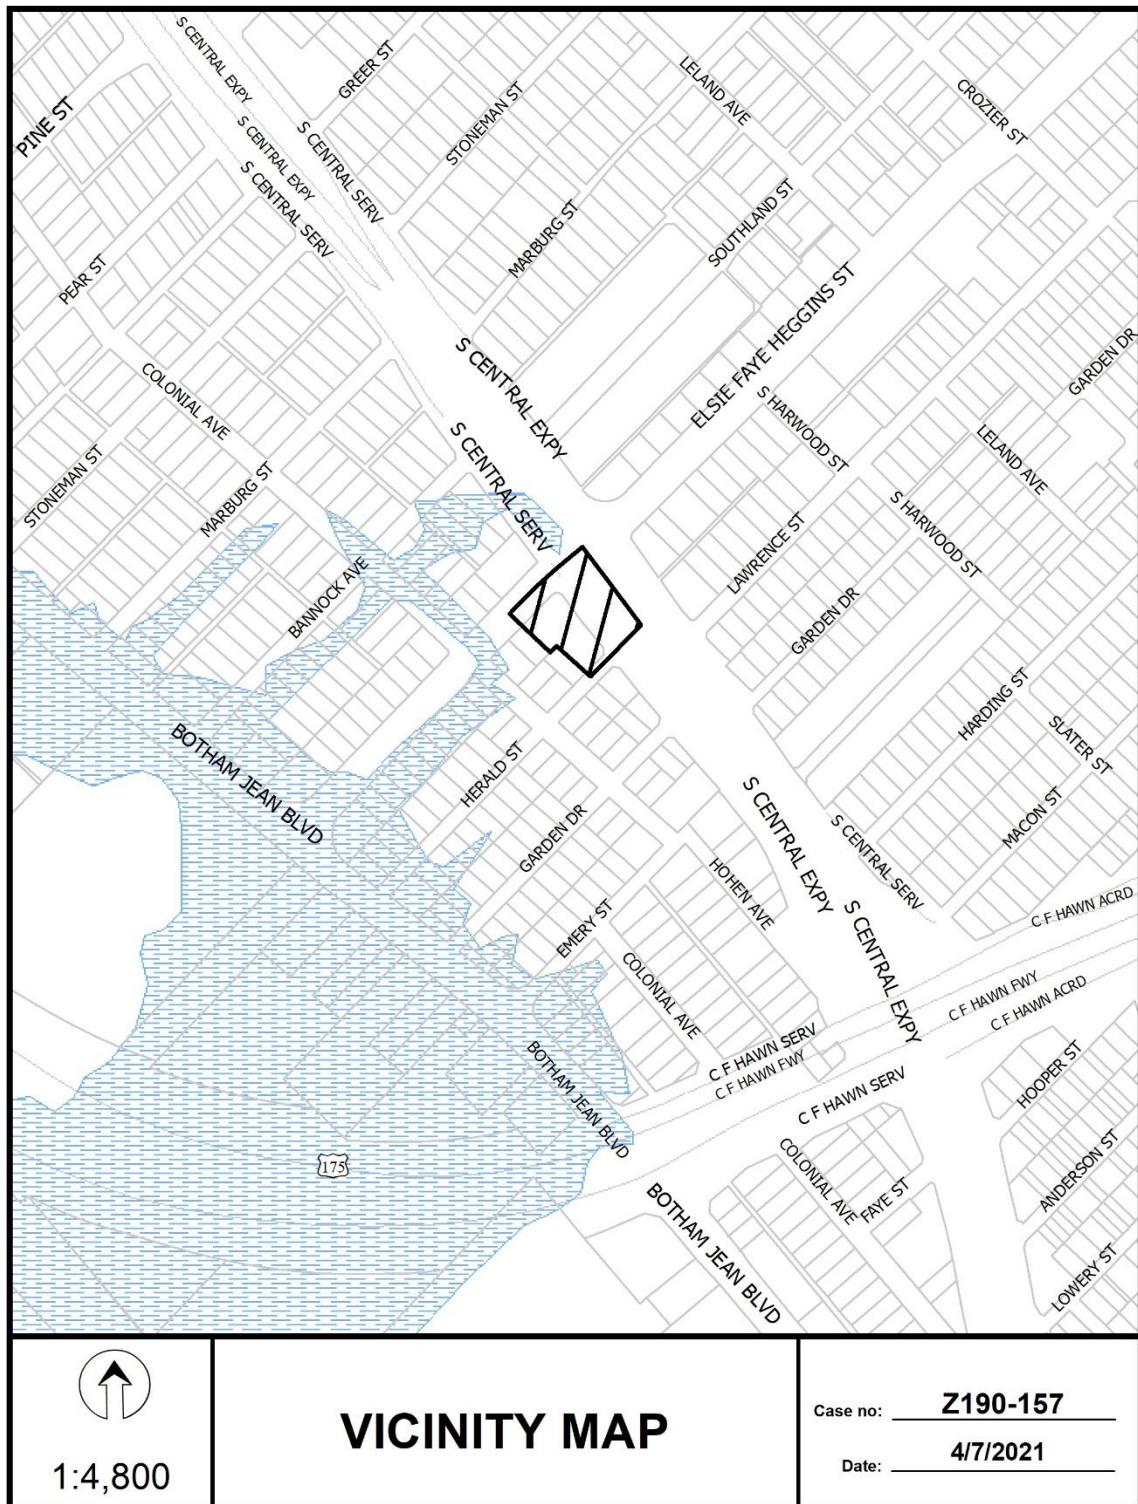 S CENTRAL EXPY
GREER ST
LELAND AVE
CROZIER ST
PINE ST
STONEMAN ST
S CENTRAL EXPY
S CENTRAL SERV
S CENTRAL SERV
MARBURG ST
SOUTHLAND ST
PEAR ST
ELSIE FAYE HEGGINS ST
GARDEN DR
S CENTRAL EXPY
COLONIAL AVE
S HARWOOD ST
LELAND AVE
STONEMAN ST
MARBURG ST
S CENTRAL SERV
S HARWOOD ST
LAWRENCE ST
BANNOCK AVE
GARDEN DR
HARDING ST
SLATER ST
BOTHAM JEAN BLVD
HERALD ST
MACON ST
S CENTRAL EXPY
S CENTRAL SERV
GARDEN DR
HOHEN AVE
C F HAWN ACRD
EMERY ST
S CENTRAL EXPY
COLONIAL AVE
C F HAWN FWY
C F HAWN ACRD
C F HAWN SERV
C F HAWN FWY
BOTHAM JEAN BLVD
C F HAWN SERV
HOOPER ST
175
COLONIAL AVE
FAYE ST
ANDERSON ST
BOTHAM JEAN BLVD
LOWERY ST
1:4,800
VICINITY MAP
Case no: Z190-157
Date: 4/7/2021